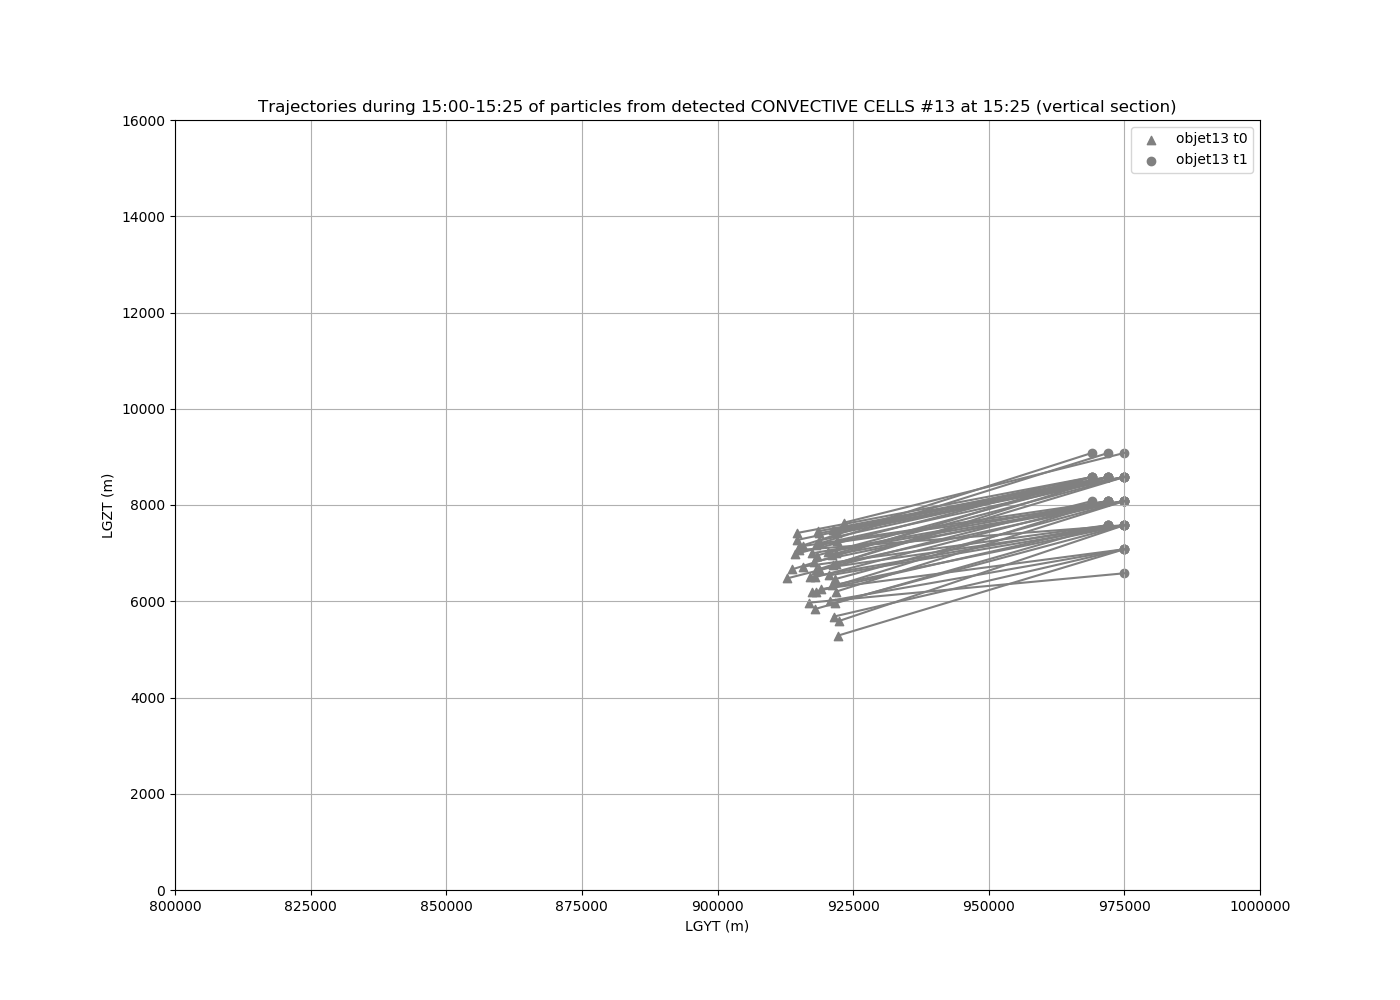 Trajectories during 15:00-15:25 of particles from detected CONVECTIVE CELLS #13 at 15:25 (vertical section)
objet13 t0
objet13 t1
16000
14000
12000
10000
8000
6000
4000
2000
0
LGZT (m)
800000 825000 850000 875000 900000 925000 950000 975000 1000000
LGYT (m)